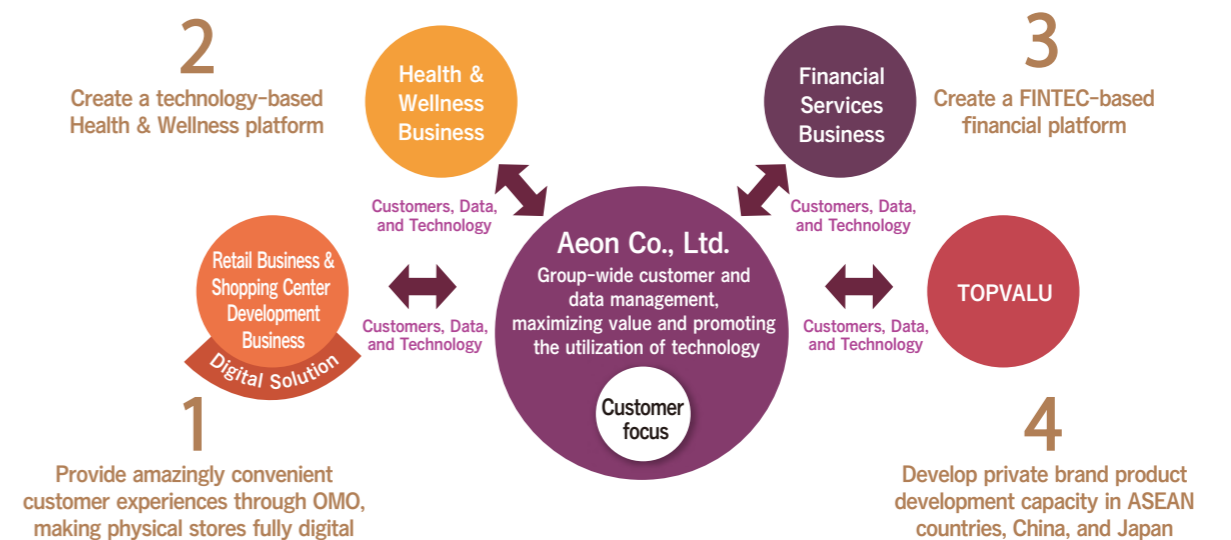 2
Create a technology-based
Health & Wellness platform
Health &
Wellness
Business
Financial
Services
Business
3
Create a FINTEC-based
financial platform
Customers, Data,
and Technology
Customers, Data,
and Technology
Retail Business &
Shopping Center
Development
Business
Digital Solution
Customers, Data,
and Technology
Aeon Co., Ltd.
Group-wide customer and
data management,
maximizing value and promoting
the utilization of technology
Customer
focus
Customers, Data,
and Technology
TOPVALU
1
Provide amazingly convenient
customer experiences through OMO,
making physical stores fully digital
4
Develop private brand product
development capacity in ASEAN
countries, China, and Japan